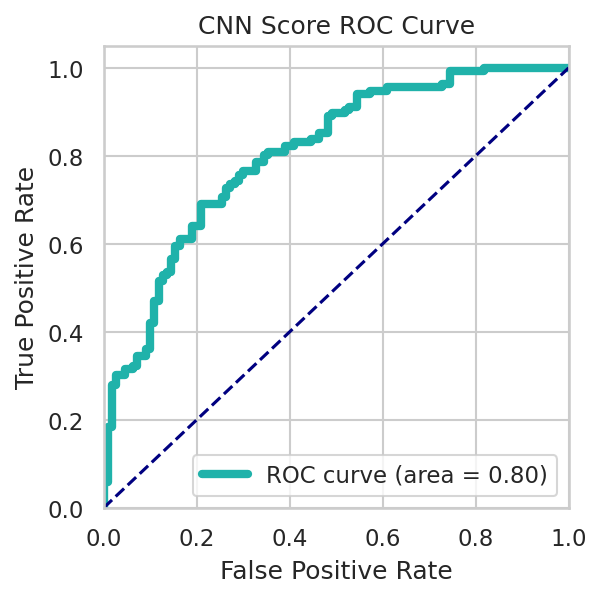 CNN Score ROC Curve
True Positive Rate
1.0
0.8
0.6
0.4
0.2
0.0
ROC curve (area = 0.80)
0.0 0.2 0.4 0.6 0.8 1.0
False Positive Rate